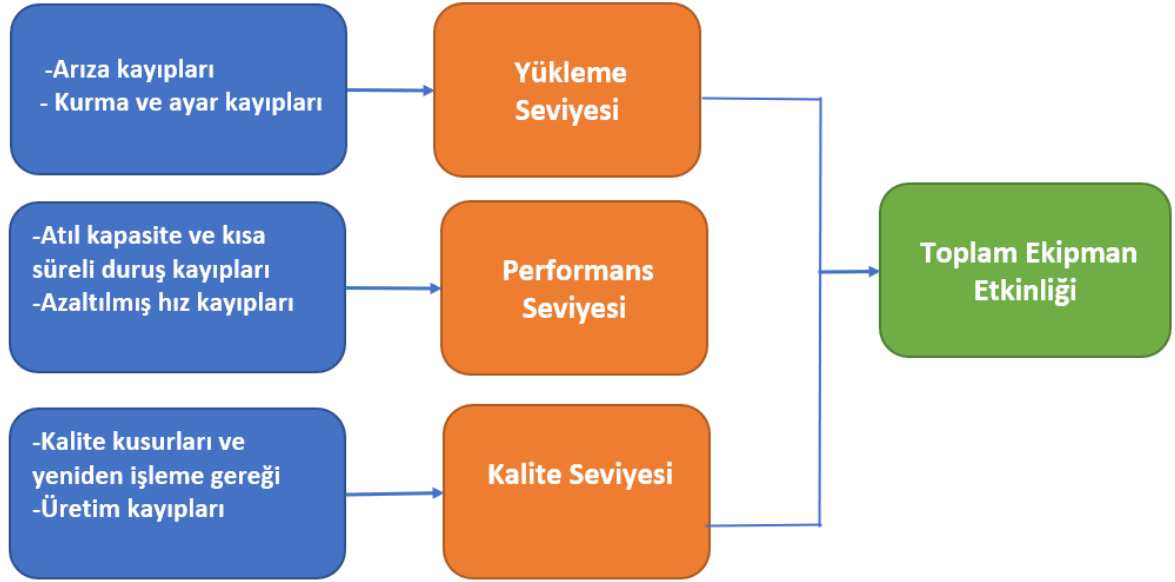 -Arıza kayıpları
- Kurma ve ayar kayıpları
Yükleme
Seviyesi
-Atıl kapasite ve kısa
süreli duruş kayıpları
-Azaltılmış hız kayıpları
Performans
Seviyesi
-Kalite kusurları ve
yeniden işleme gereği
-Üretim kayıpları
Kalite Seviyesi
Toplam Ekipman
Etkinliği